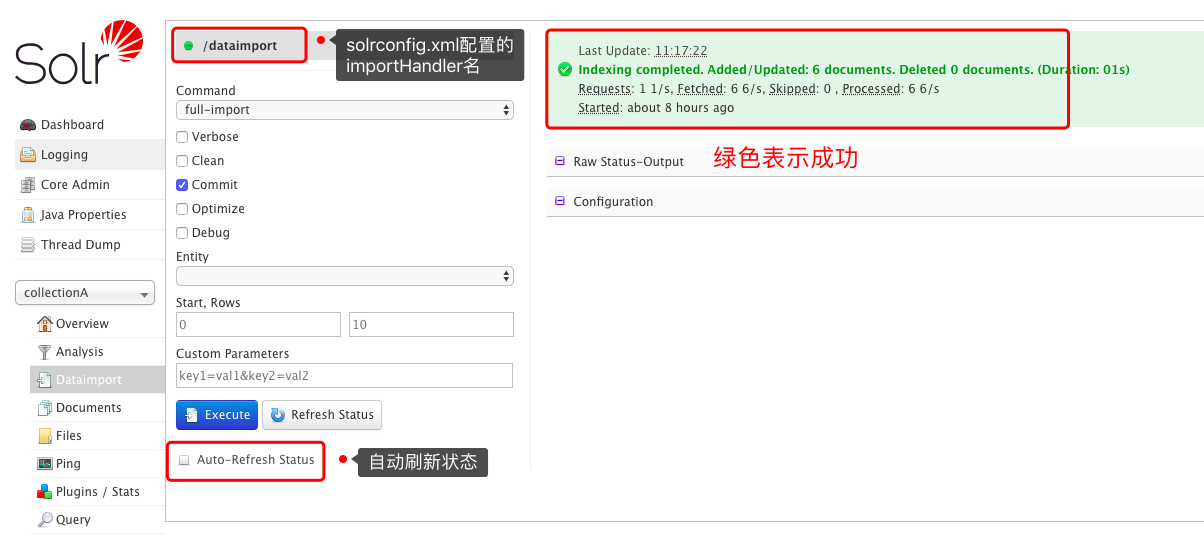 Solr
Dashboard
Logging
Core Admin
Java Properties
Thread Dump
collectionA
Overview
Analysis
Dataimport
Documents
Files
Ping
Plugins / Stats
Query
/dataimport
solrconfig.xml配置的
importHandler名
Command
full-import
Verbose
Clean
Commit
Optimize
Debug
Entity
Start, Rows
0 10
Custom Parameters
key1=val1&key2=val2
Execute Refresh Status
Auto-Refresh Status
自动刷新状态
Last Update: 11:17:22
Indexing completed. Added/Updated: 6 documents. Deleted 0 documents. (Duration: 01s)
Requests: 1 1/s, Fetched: 6 6/s, Skipped: 0 , Processed: 6 6/s
Started: about 8 hours ago
Raw Status-Output
绿色表示成功
Configuration